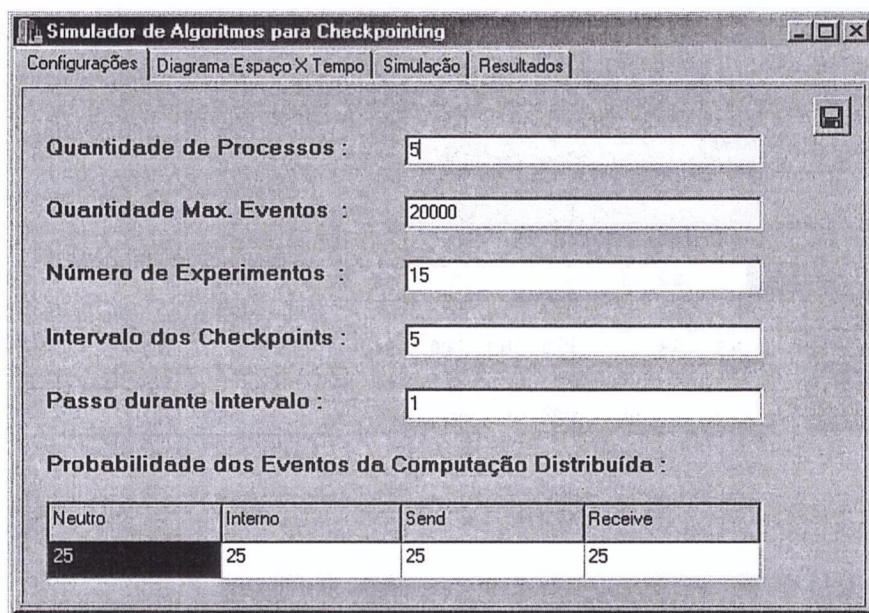 Simulador de Algoritmos para Checkpointing
Configurações Diagrama Espaço X Tempo Simulação Resultados
Quantidade de Processos : 5
Quantidade Max. Eventos : 20000
Número de Experimentos : 15
Intervalo dos Checkpoints : 5
Passo durante Intervalo : 1
Probabilidade dos Eventos da Computação Distribuída :
Neutro Interno Send Receive
25 25 25 25